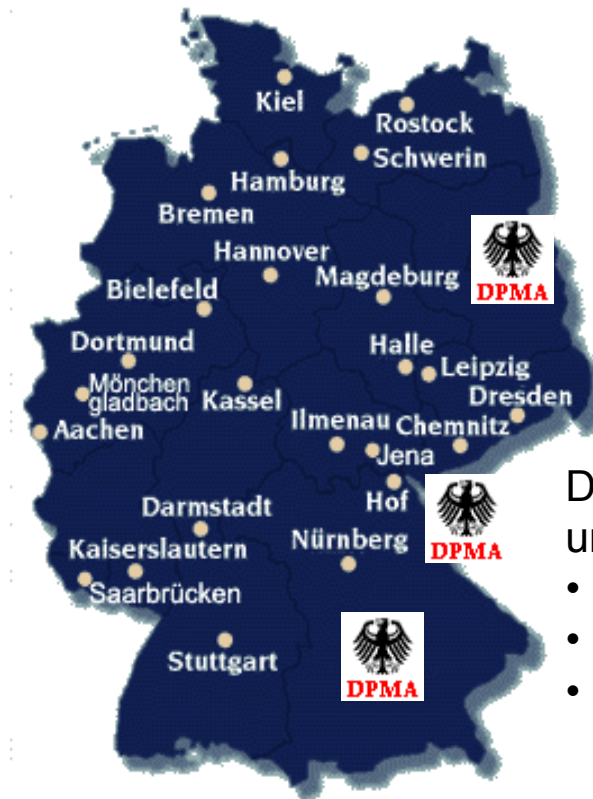 Kiel
Rostock
Schwerin
Hamburg
Bremen
DPMA
Hannover
Magdeburg
Bielefeld
Dortmund
Halle
Leipzig
Mönchen
gladbach
Kassel
Dresden
Ilmenau
Chemnitz
Aachen
Jena
Hof
DPMA
Darmstadt
Nürnberg
Kaiserslautern
Saarbrücken
Stuttgart
DPMA
D
un
•
•
•